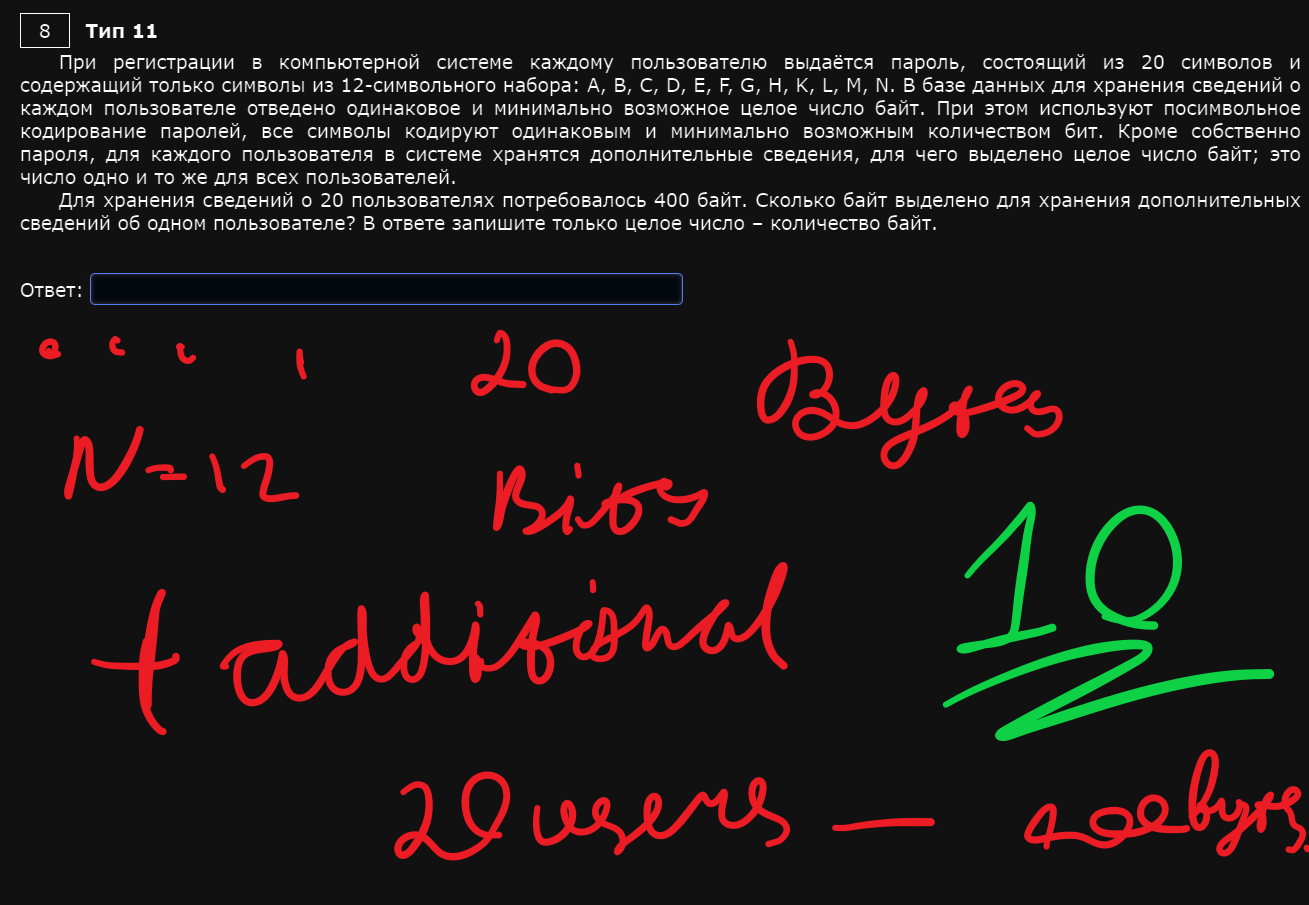 8 Тип 11
При регистрации в компьютерной системе каждому пользователю выдаётся пароль, состоящий из 20 символов и
содержащий только символы из 12-символьного набора: A, B, C, D, E, F, G, H, K, L, M, N. В базе данных для хранения сведений о
каждом пользователе отведено одинаковое и минимально возможное целое число байт. При этом используют посимвольное
кодирование паролей, все символы кодируют одинаковым и минимально возможным количеством бит. Кроме собственно
пароля, для каждого пользователя в системе хранятся дополнительные сведения, для чего выделено целое число байт; это
число одно и то же для всех пользователей.
Для хранения сведений о 20 пользователях потребовалось 400 байт. Сколько байт выделено для хранения дополнительных
сведений об одном пользователе? В ответе запишите только целое число – количество байт.
Ответ:
20 Bytes
N=12
Bits
10
+ additional
20 users — 400 bytes